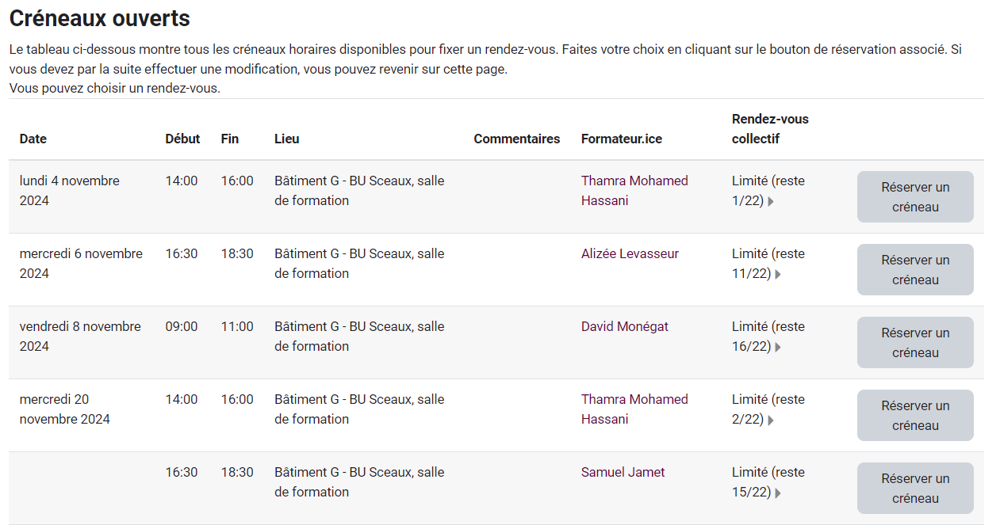 Créneaux ouverts
Le tableau ci-dessous montre tous les créneaux horaires disponibles pour fixer un rendez-vous. Faites votre choix en cliquant sur le bouton de réservation associé. Si
vous devez par la suite effectuer une modification, vous pouvez revenir sur cette page.
Vous pouvez choisir un rendez-vous.
Date Début Fin Lieu Commentaires Formateur.ice Rendez-vous
collectif
lundi 4 novembre 14:00 16:00 Bâtiment G - BU Sceaux, salle Thamra Mohamed Limité (reste Réserver un
2024 de formation Hassani 1/22) créneau
mercredi 6 novembre 16:30 18:30 Bâtiment G - BU Sceaux, salle Alizée Levasseur Limité (reste Réserver un
2024 de formation 11/22) créneau
vendredi 8 novembre 09:00 11:00 Bâtiment G - BU Sceaux, salle David Monégat Limité (reste Réserver un
2024 de formation 16/22) créneau
mercredi 20 14:00 16:00 Bâtiment G - BU Sceaux, salle Thamra Mohamed Limité (reste Réserver un
novembre 2024 de formation Hassani 2/22) créneau
16:30 18:30 Bâtiment G - BU Sceaux, salle Samuel Jamet Limité (reste Réserver un
de formation 15/22) créneau